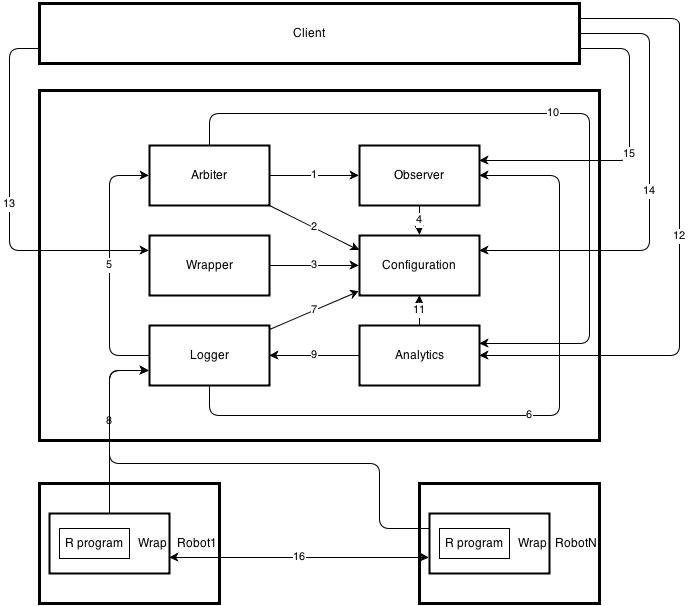 Client
10
Arbiter
1
Observer
15
14
2
4
13
12
5
Wrapper
3
Configuration
7
11
Logger
9
Analytics
6
8
R program
Wrap
Robot1
16
R program
Wrap
RobotN